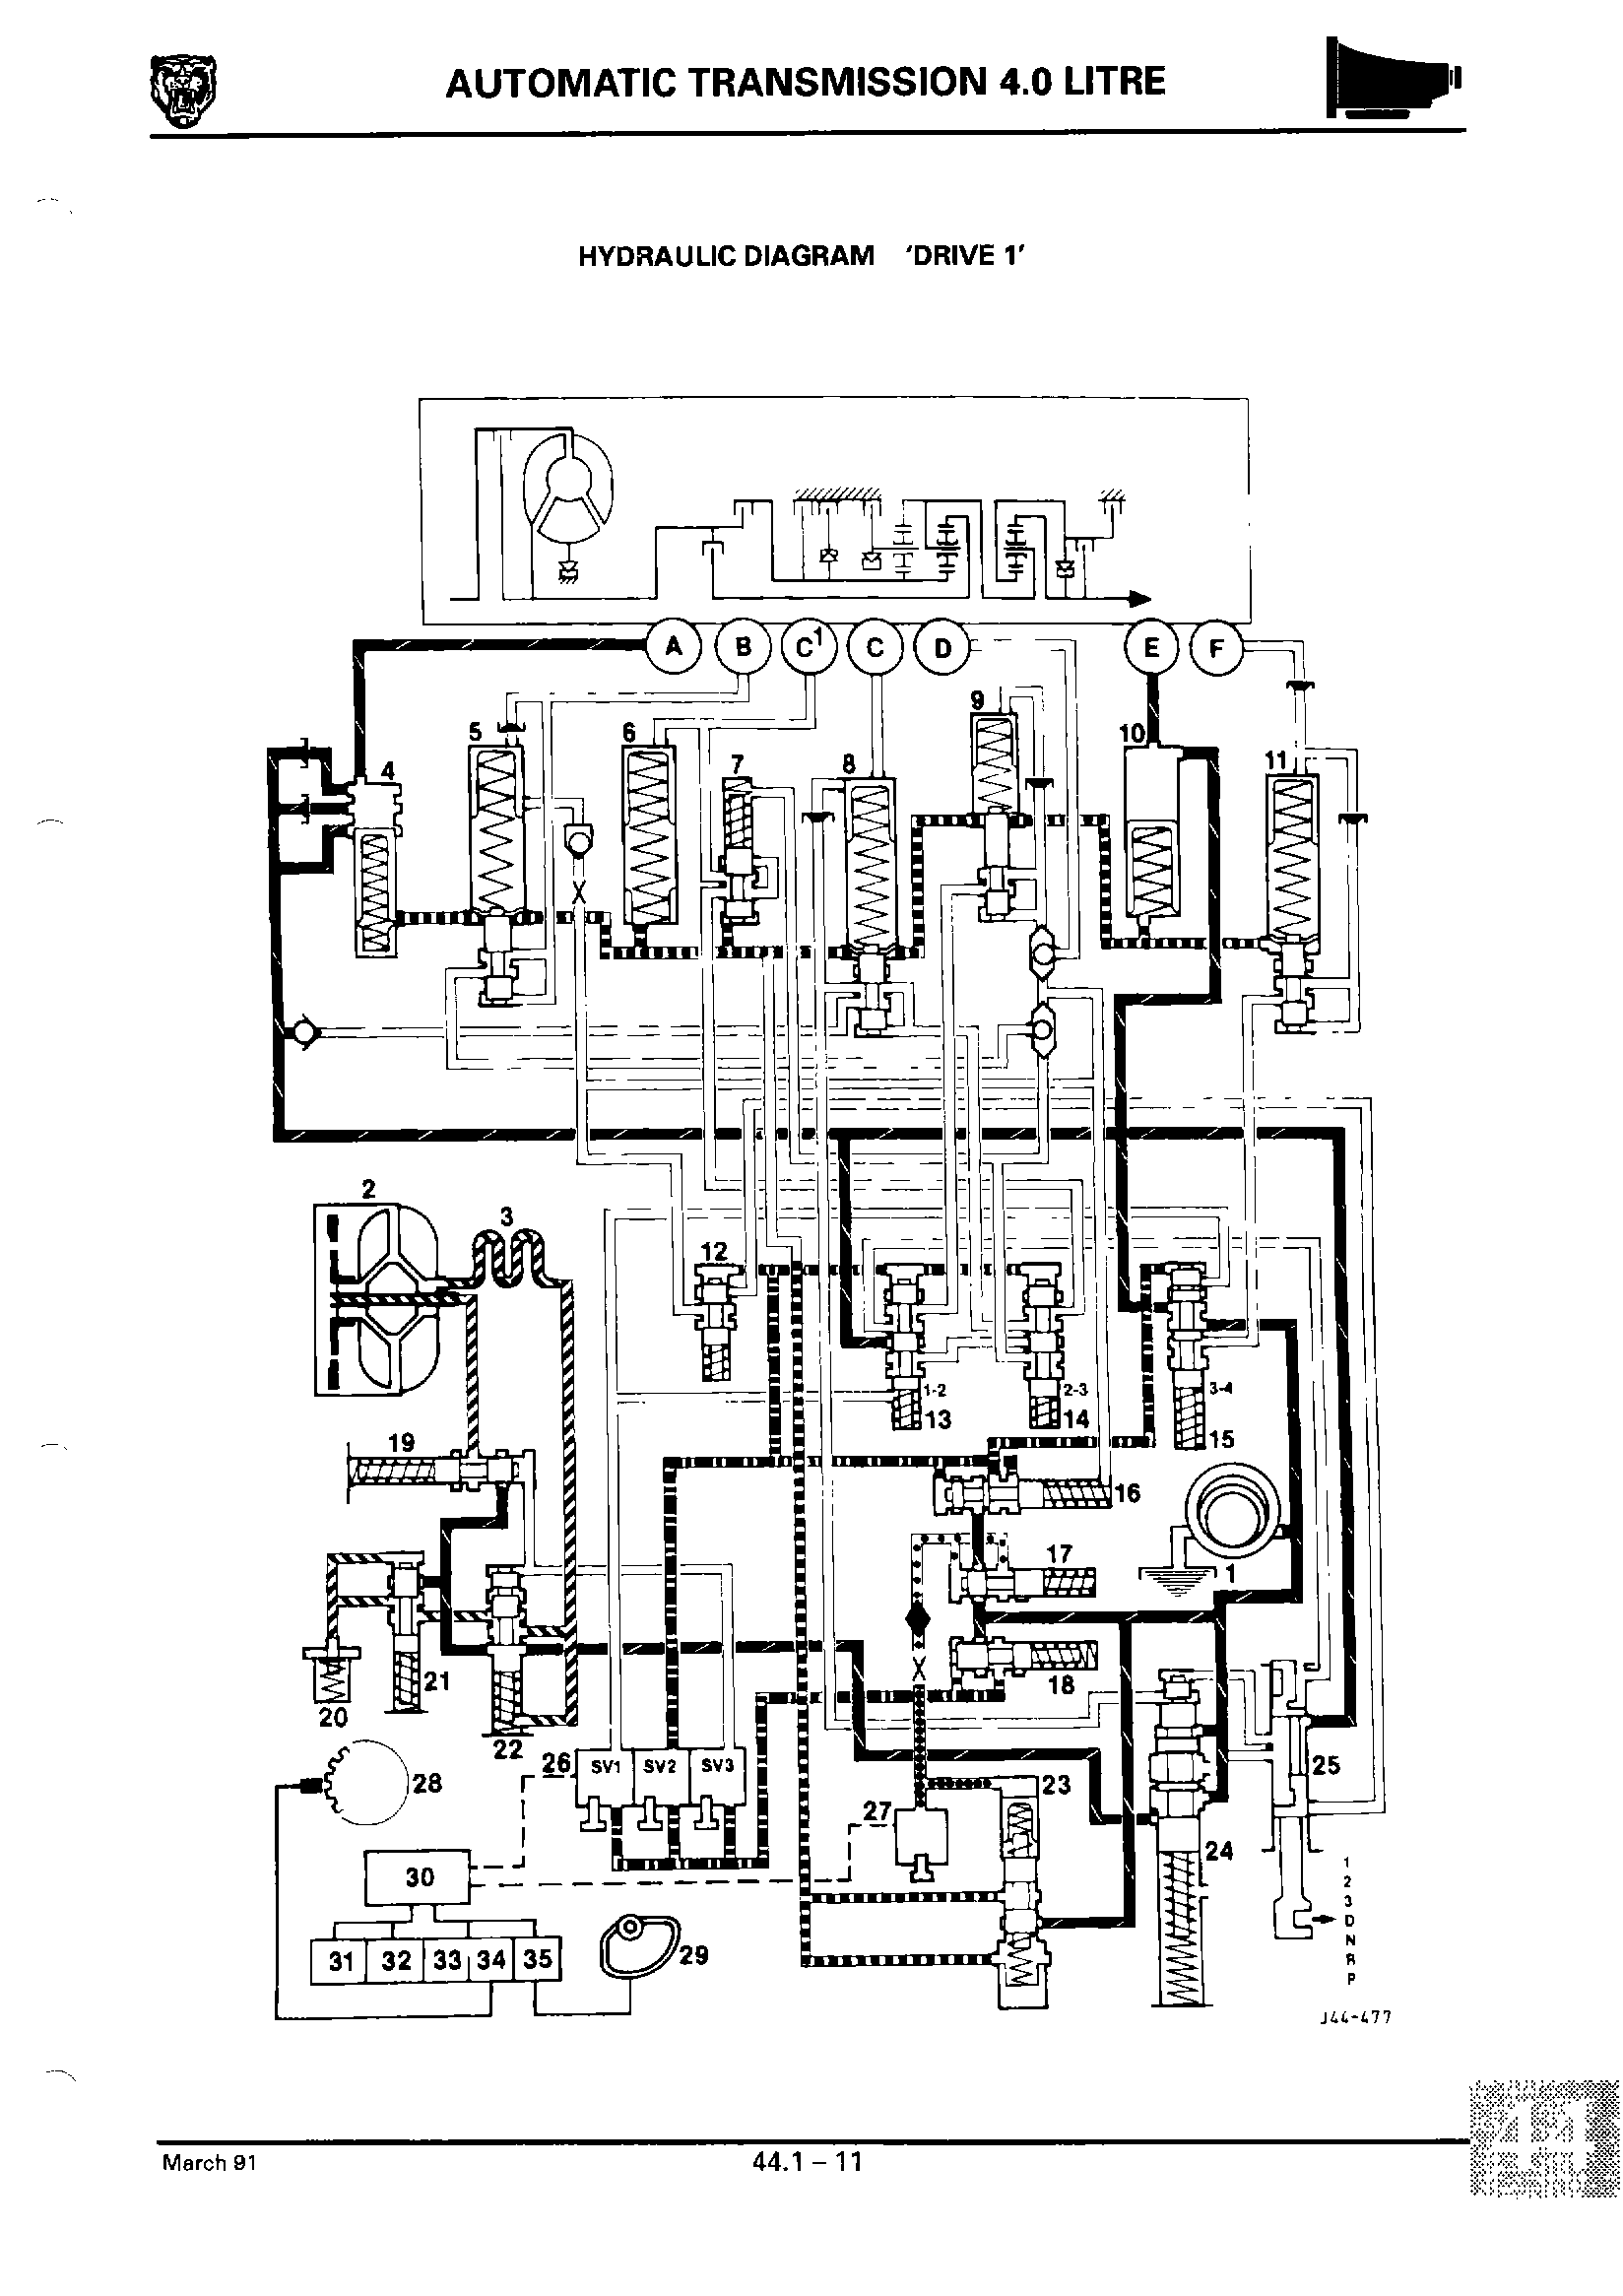 AUTOMATIC TRANSMISSION 4.0 LITRE
HYDRAULIC DIAGRAM 'DRIVE 1'
A B C1 C D E F
9
5 6 10
7 8 11
4
2
3
12
1-2 2-3 3-4
13 14 15
19
16
17
1
21 18
20
22
26 SV1 SV2 SV3 25
28 23
27
24
30
1
2
3
D
N
R
P
31 32 33 34 35 29
J44-477
44.1
March 91 44.1 – 11